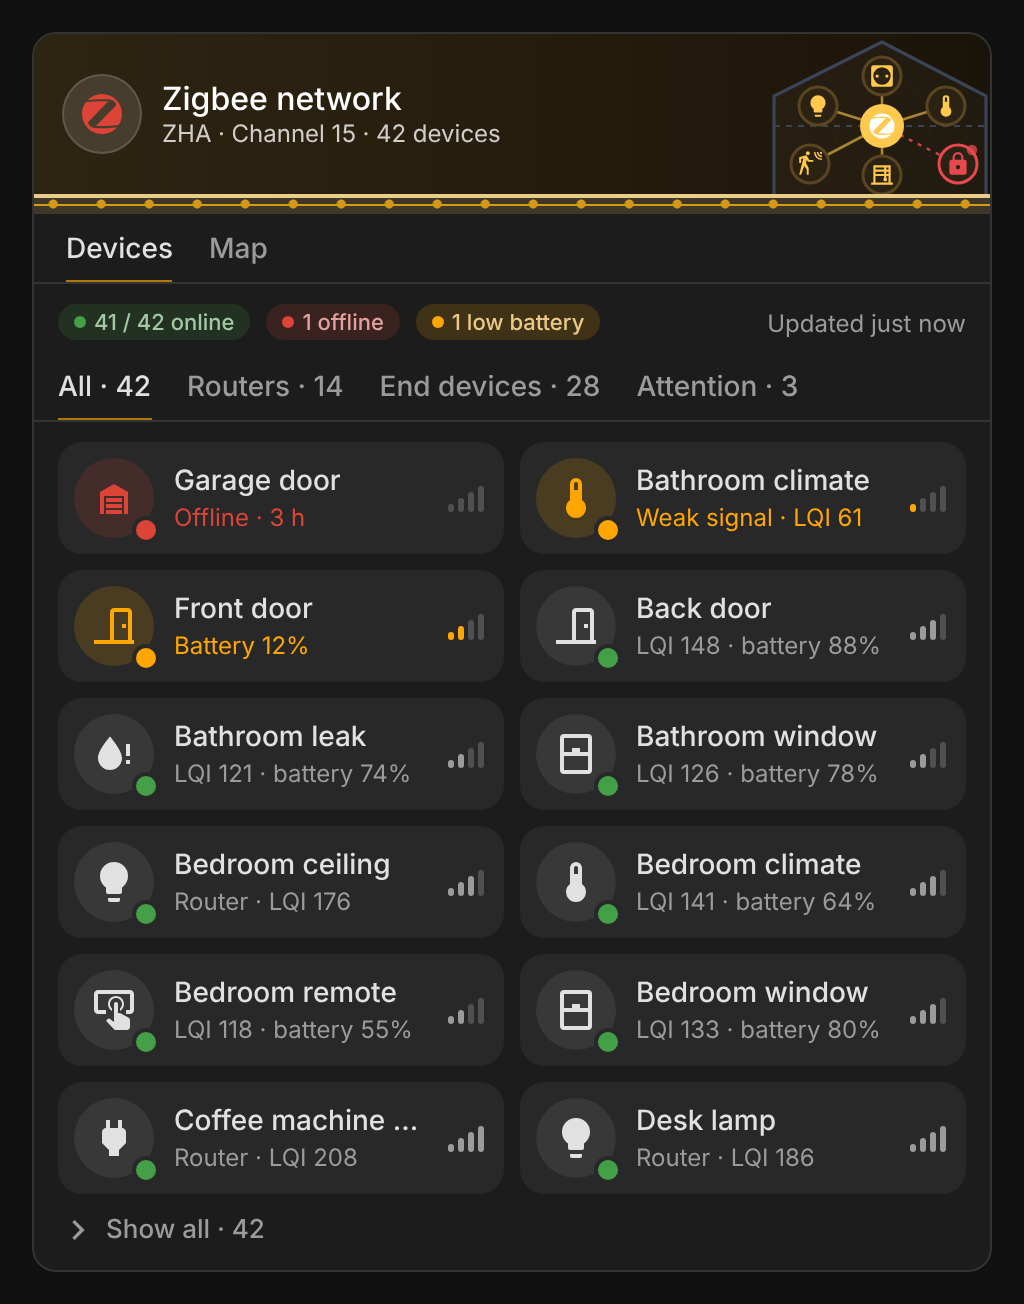 Zigbee network
ZHA · Channel 15 · 42 devices
Devices Map
41 / 42 online 1 offline 1 low battery Updated just now
All · 42 Routers · 14 End devices · 28 Attention · 3
Garage door
Offline · 3 h
Bathroom climate
Weak signal · LQI 61
Front door
Battery 12%
Back door
LQI 148 · battery 88%
Bathroom leak
LQI 121 · battery 74%
Bathroom window
LQI 126 · battery 78%
Bedroom ceiling
Router · LQI 176
Bedroom climate
LQI 141 · battery 64%
Bedroom remote
LQI 118 · battery 55%
Bedroom window
LQI 133 · battery 80%
Coffee machine ...
Router · LQI 208
Desk lamp
Router · LQI 186
Show all · 42